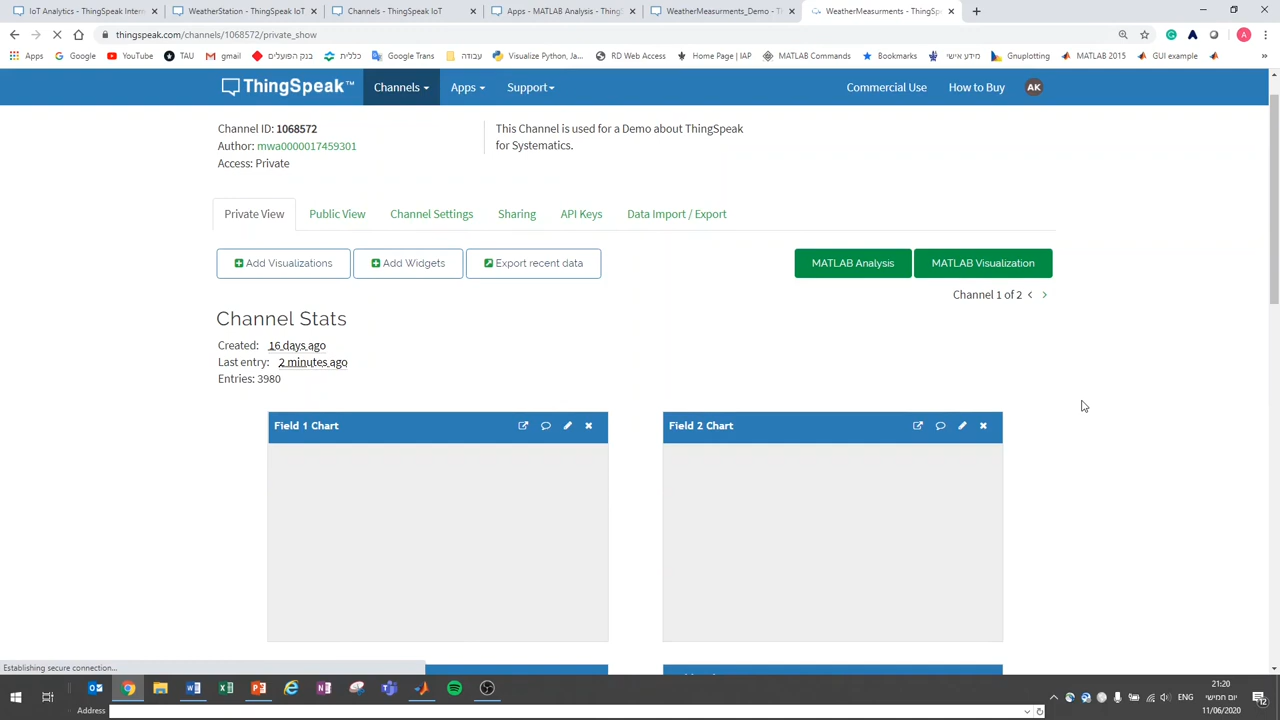 IoT Analytics - ThingSpeak Intern
WeatherStation - ThingSpeak IoT
Channels - ThingSpeak IoT
Apps - MATLAB Analysis - ThingS
WeatherMeasurments_Demo - Thin
WeatherMeasurments - ThingSpe
thingspeak.com/channels/1068572/private_show
Apps
Google
YouTube
TAU
gmail
בנק הפועלים
כללית
Google Trans
עבודה
Visualize Python, Ja...
RD Web Access
Home Page | IAP
MATLAB Commands
Bookmarks
מידע אישי
Gnuplotting
MATLAB 2015
GUI example
ThingSpeak™
Channels
Apps
Support
Commercial Use
How to Buy
AK
Channel ID: 1068572
Author: mwa0000017459301
Access: Private
This Channel is used for a Demo about ThingSpeak
for Systematics.
Private View
Public View
Channel Settings
Sharing
API Keys
Data Import / Export
Add Visualizations
Add Widgets
Export recent data
MATLAB Analysis
MATLAB Visualization
Channel 1 of 2
Channel Stats
Created: 16 days ago
Last entry: 2 minutes ago
Entries: 3980
Field 1 Chart
Field 2 Chart
Establishing secure connection...
ENG
21:20
יום חמישי
11/06/2020
Address